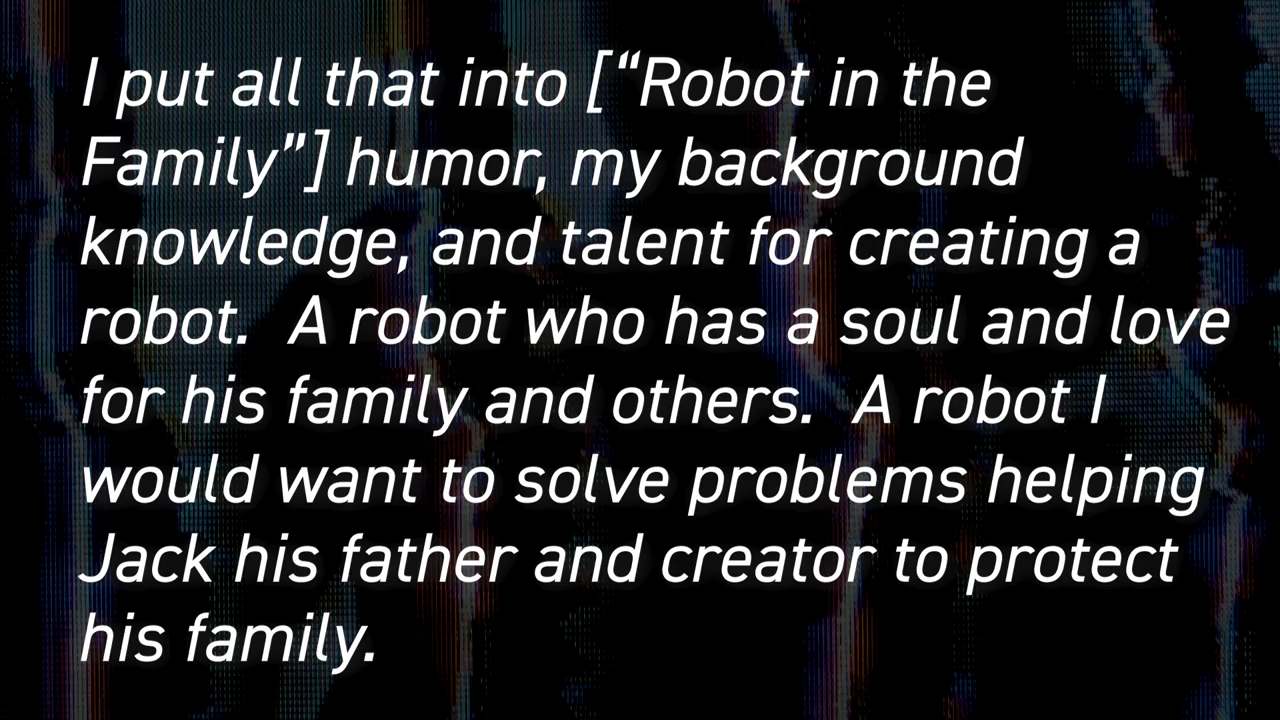 I put all that into [“Robot in the
Family”] humor, my background
knowledge, and talent for creating a
robot.  A robot who has a soul and love
for his family and others.  A robot I
would want to solve problems helping
Jack his father and creator to protect
his family.